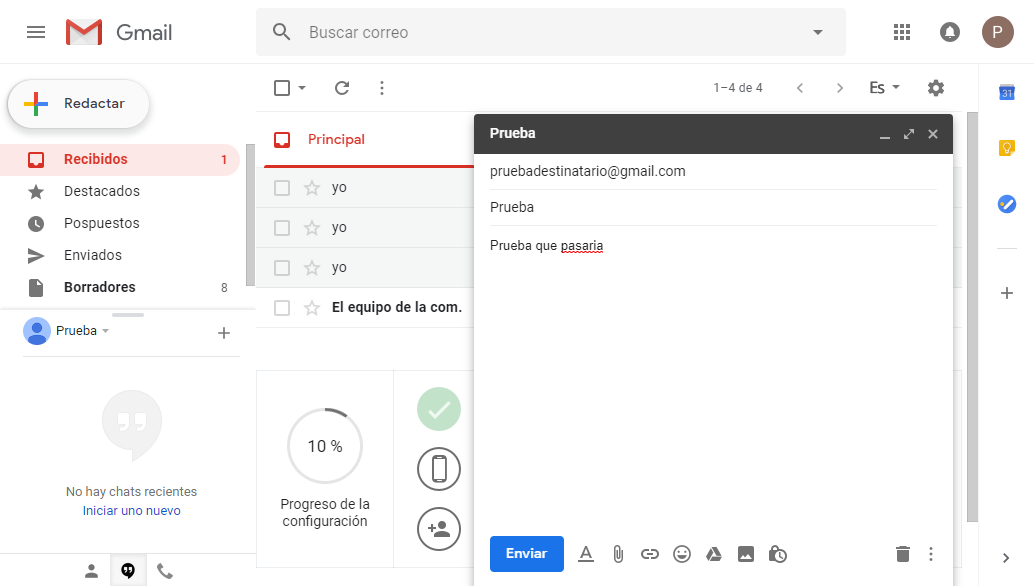 Gmail
Buscar correo
P
Redactar
1–4 de 4
Es
31
Principal
Recibidos 1
Destacados
Pospuestos
Enviados
Borradores 8
yo
yo
yo
El equipo de la com.
Prueba
pruebadestinatario@gmail.com
Prueba
Prueba que pasaria
Prueba
10 %
Progreso de la
configuración
No hay chats recientes
Iniciar uno nuevo
Enviar